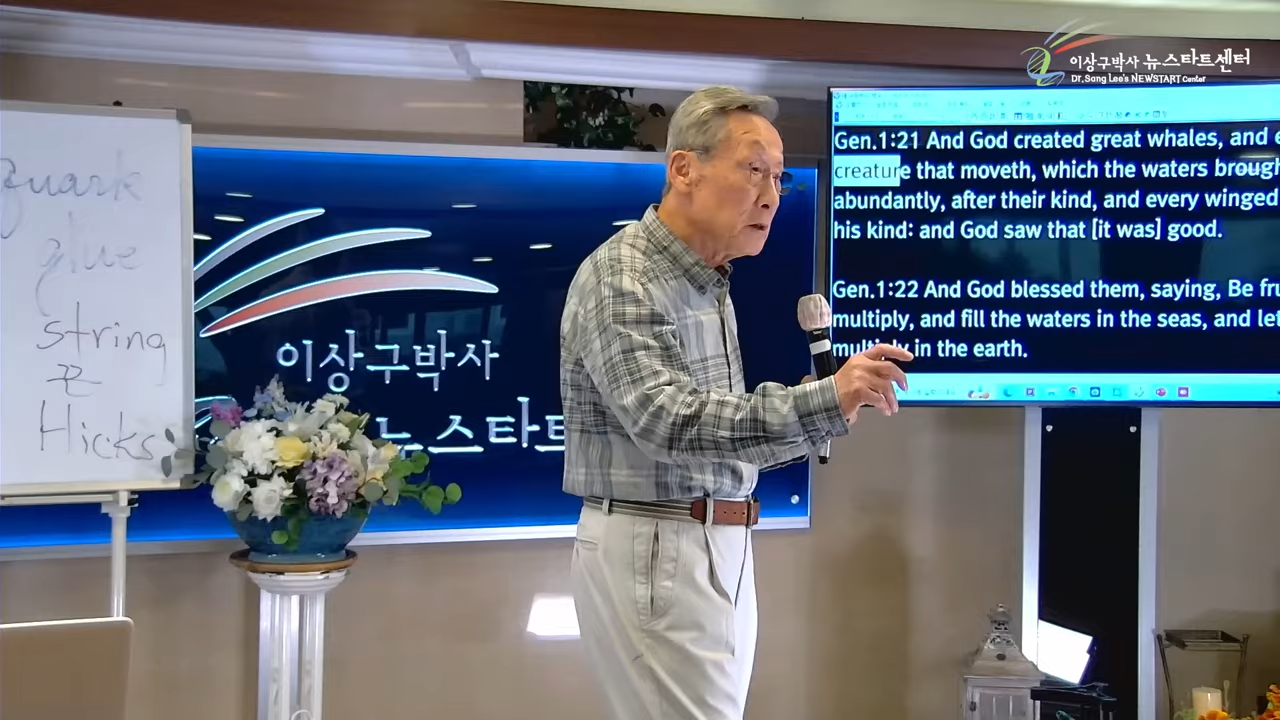 이상구박사 뉴스타트센터
Dr. Sang Lee's NEWSTART Center
quark
glue
string
끈
Hicks
이상구박사
뉴스타트
Gen.1:21 And God created great whales, and
creature that moveth, which the waters brough
abundantly, after their kind, and every winged
his kind: and God saw that [it was] good.
Gen.1:22 And God blessed them, saying, Be fru
multiply, and fill the waters in the seas, and let
multiply in the earth.